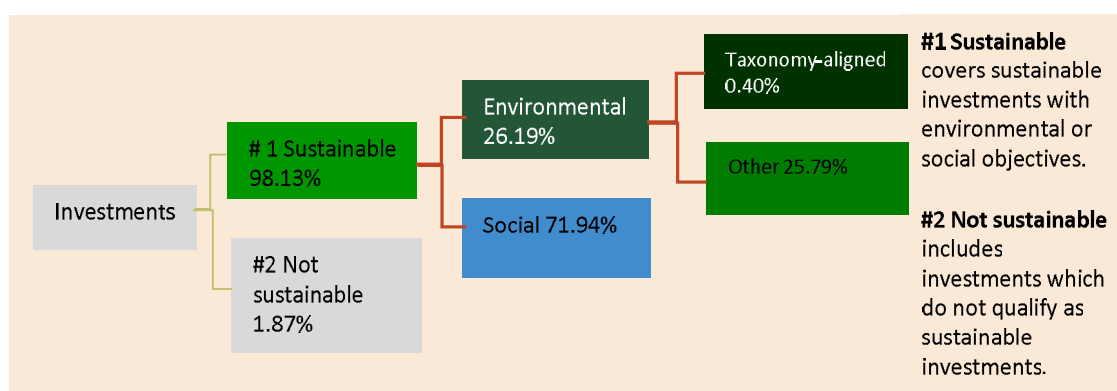 Investments
# 1 Sustainable
98.13%
#2 Not
sustainable
1.87%
Environmental
26.19%
Social 71.94%
Taxonomy-aligned
0.40%
Other 25.79%
#1 Sustainable
covers sustainable
investments with
environmental or
social objectives.
#2 Not sustainable
includes
investments which
do not qualify as
sustainable
investments.